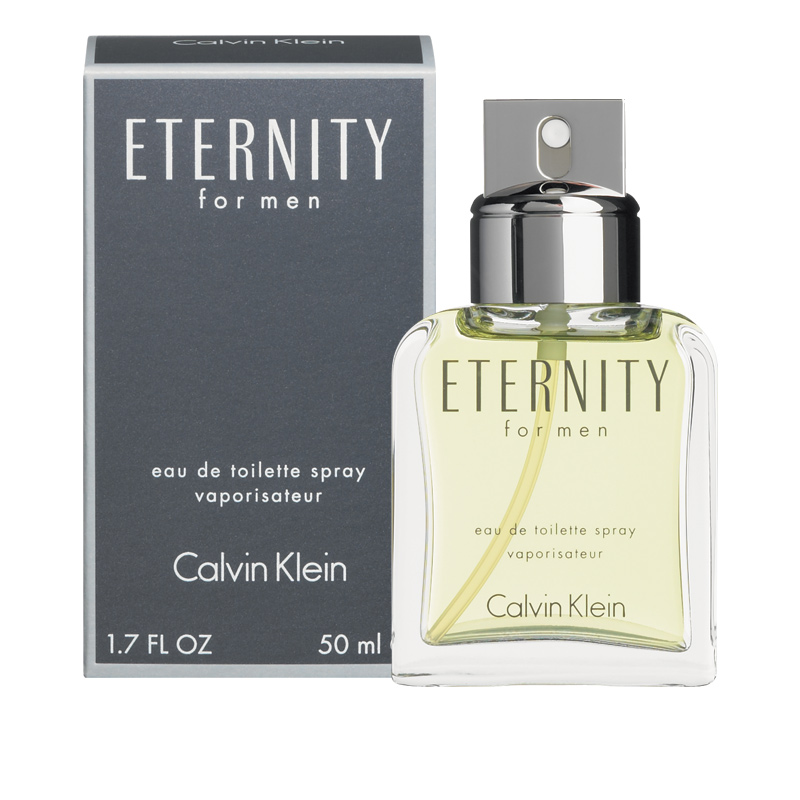 Calvin Klein
ETERNITY
for men
eau de toilette spray
vaporisateur
Calvin Klein
1.7 FL OZ 50 ml
ETERNITY
for men
eau de toilette spray
vaporisateur
Calvin Klein